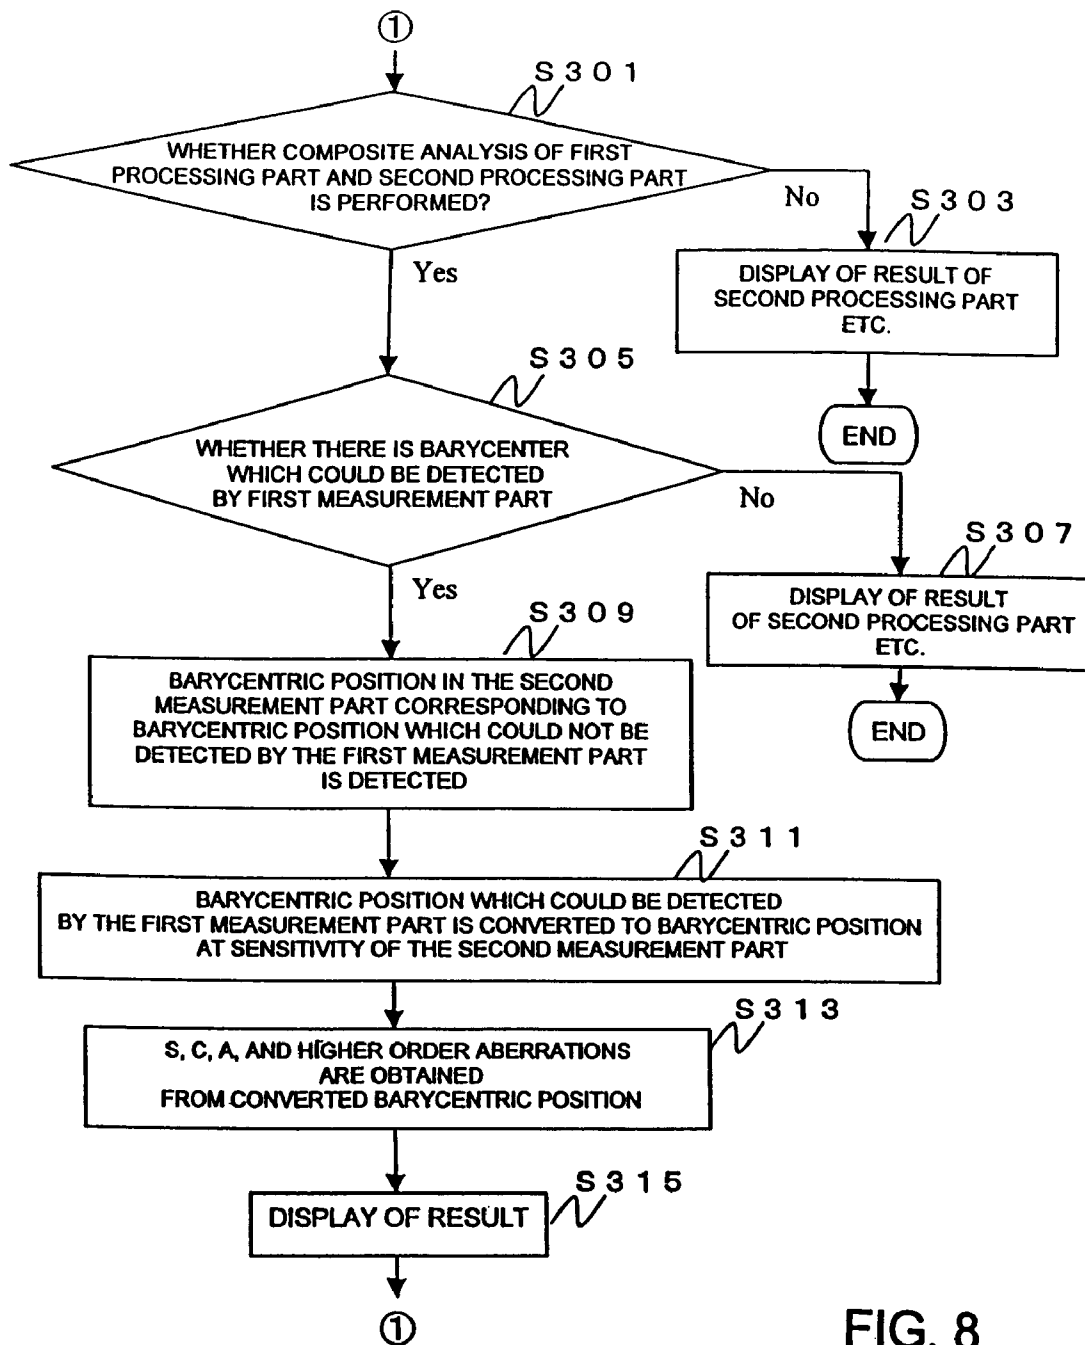 ①
S301
WHETHER COMPOSITE ANALYSIS OF FIRST
PROCESSING PART AND SECOND PROCESSING PART
IS PERFORMED?
No
S303
Yes
DISPLAY OF RESULT OF
SECOND PROCESSING PART
ETC.
END
S305
WHETHER THERE IS BARYCENTER
WHICH COULD BE DETECTED
BY FIRST MEASUREMENT PART
No
S307
Yes
DISPLAY OF RESULT
OF SECOND PROCESSING PART
ETC.
END
S309
BARYCENTRIC POSITION IN THE SECOND
MEASUREMENT PART CORRESPONDING TO
BARYCENTRIC POSITION WHICH COULD NOT BE
DETECTED BY THE FIRST MEASUREMENT PART
IS DETECTED
S311
BARYCENTRIC POSITION WHICH COULD BE DETECTED
BY THE FIRST MEASUREMENT PART IS CONVERTED TO BARYCENTRIC POSITION
AT SENSITIVITY OF THE SECOND MEASUREMENT PART
S313
S, C, A, AND HIGHER ORDER ABERRATIONS
ARE OBTAINED
FROM CONVERTED BARYCENTRIC POSITION
S315
DISPLAY OF RESULT
①
FIG. 8